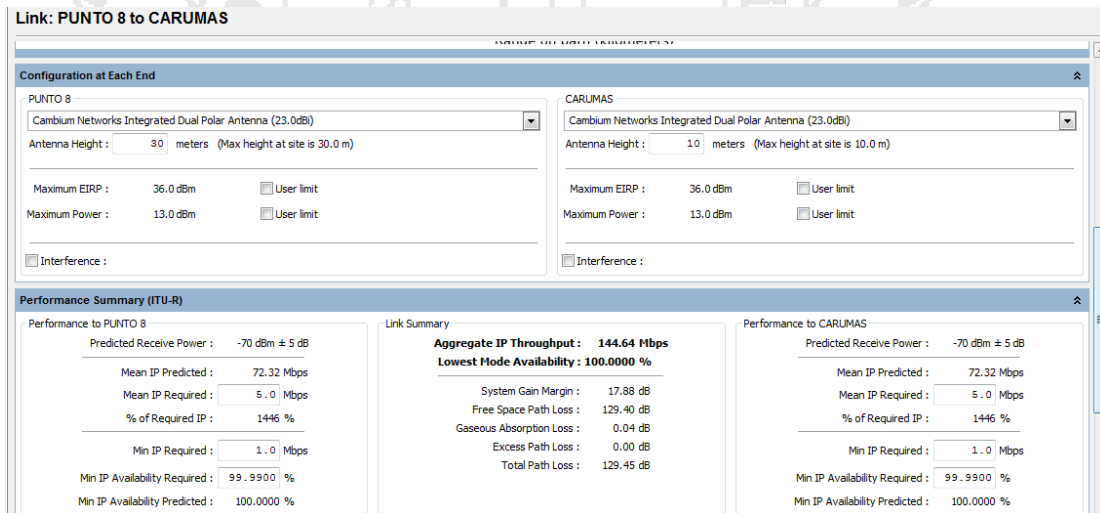 Link: PUNTO 8 to CARUMAS
Range on path (kilometers)
Configuration at Each End
PUNTO 8
Cambium Networks Integrated Dual Polar Antenna (23.0dBi)
Antenna Height : 30 meters (Max height at site is 30.0 m)
Maximum EIRP : 36.0 dBm User limit
Maximum Power : 13.0 dBm User limit
Interference :
CARUMAS
Cambium Networks Integrated Dual Polar Antenna (23.0dBi)
Antenna Height : 10 meters (Max height at site is 10.0 m)
Maximum EIRP : 36.0 dBm User limit
Maximum Power : 13.0 dBm User limit
Interference :
Performance Summary (ITU-R)
Performance to PUNTO 8
Predicted Receive Power : -70 dBm ± 5 dB
Mean IP Predicted : 72.32 Mbps
Mean IP Required : 5.0 Mbps
% of Required IP : 1446 %
Min IP Required : 1.0 Mbps
Min IP Availability Required : 99.9900 %
Min IP Availability Predicted : 100.0000 %
Link Summary
Aggregate IP Throughput : 144.64 Mbps
Lowest Mode Availability : 100.0000 %
System Gain Margin : 17.88 dB
Free Space Path Loss : 129.40 dB
Gaseous Absorption Loss : 0.04 dB
Excess Path Loss : 0.00 dB
Total Path Loss : 129.45 dB
Performance to CARUMAS
Predicted Receive Power : -70 dBm ± 5 dB
Mean IP Predicted : 72.32 Mbps
Mean IP Required : 5.0 Mbps
% of Required IP : 1446 %
Min IP Required : 1.0 Mbps
Min IP Availability Required : 99.9900 %
Min IP Availability Predicted : 100.0000 %